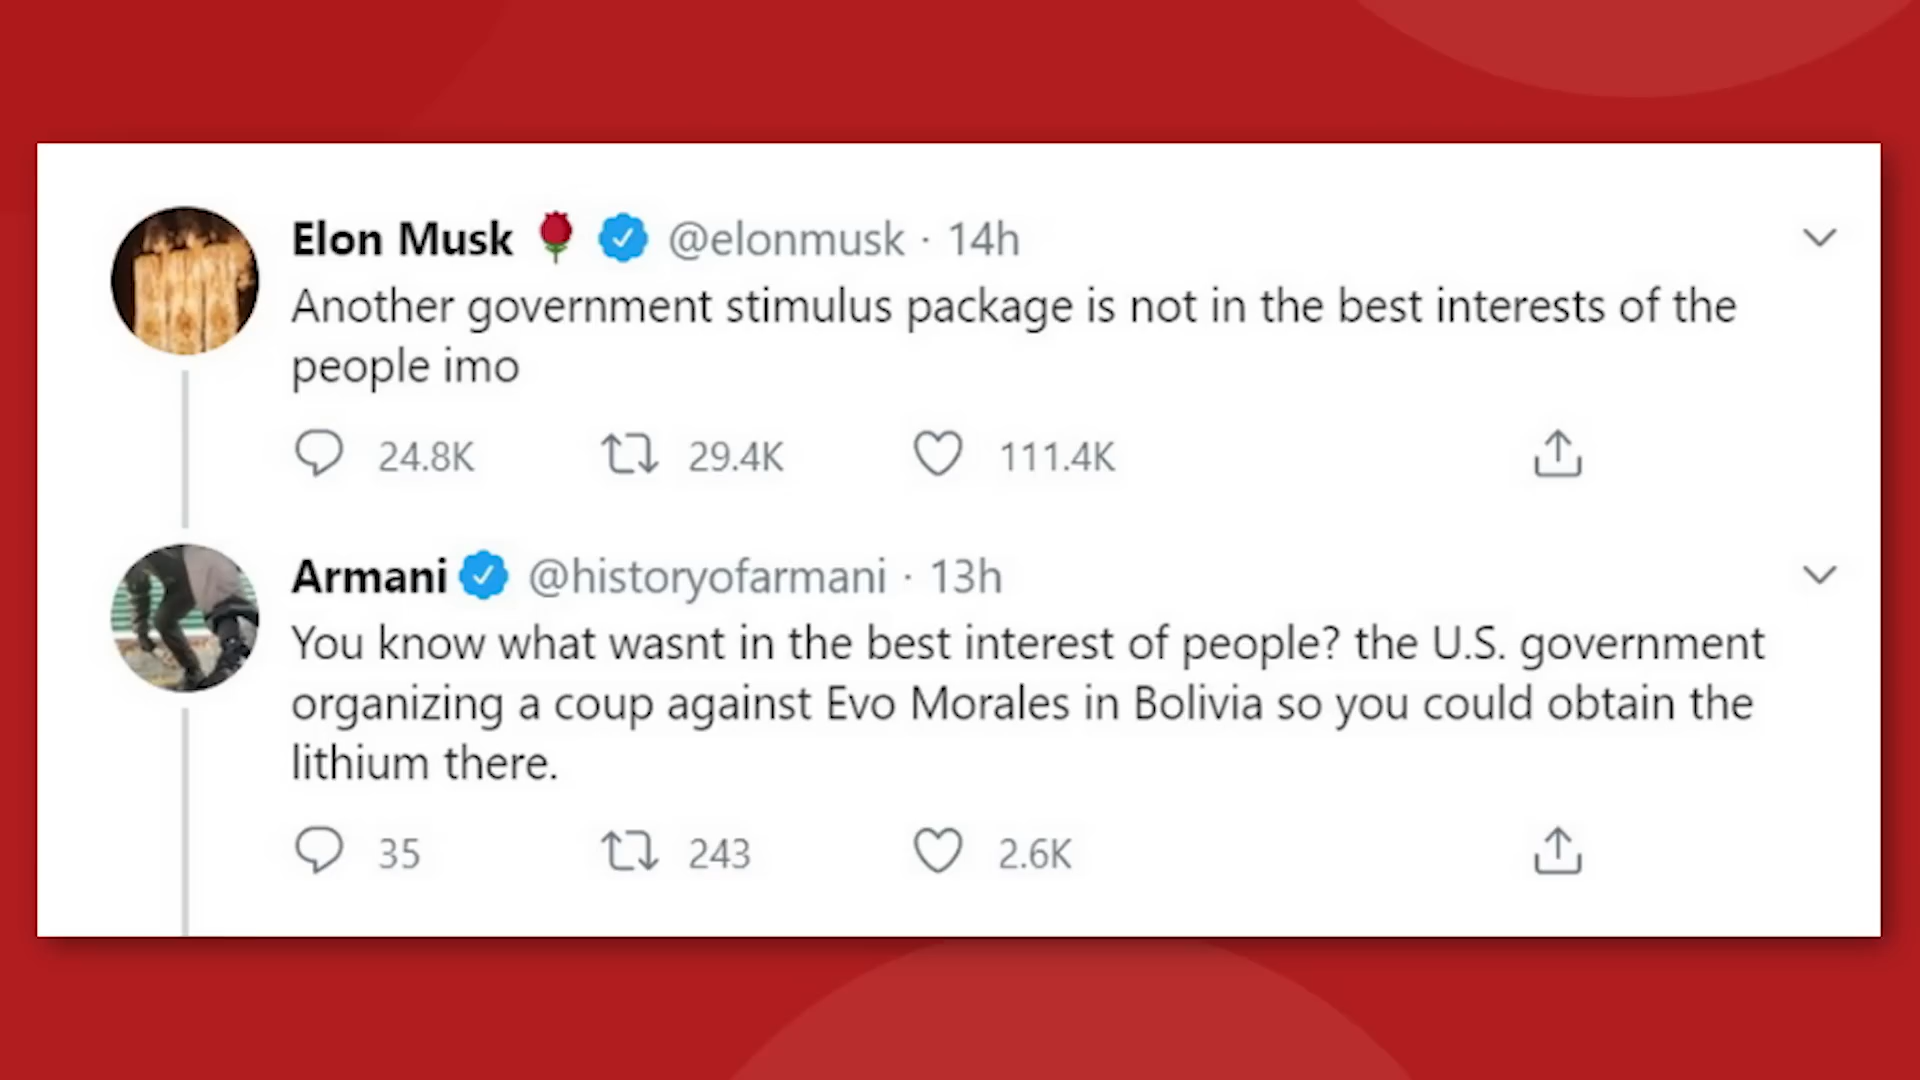 Elon Musk 🌹 @elonmusk · 14h
Another government stimulus package is not in the best interests of the
people imo
24.8K 29.4K 111.4K
Armani @historyofarmani · 13h
You know what wasnt in the best interest of people? the U.S. government
organizing a coup against Evo Morales in Bolivia so you could obtain the
lithium there.
35 243 2.6K